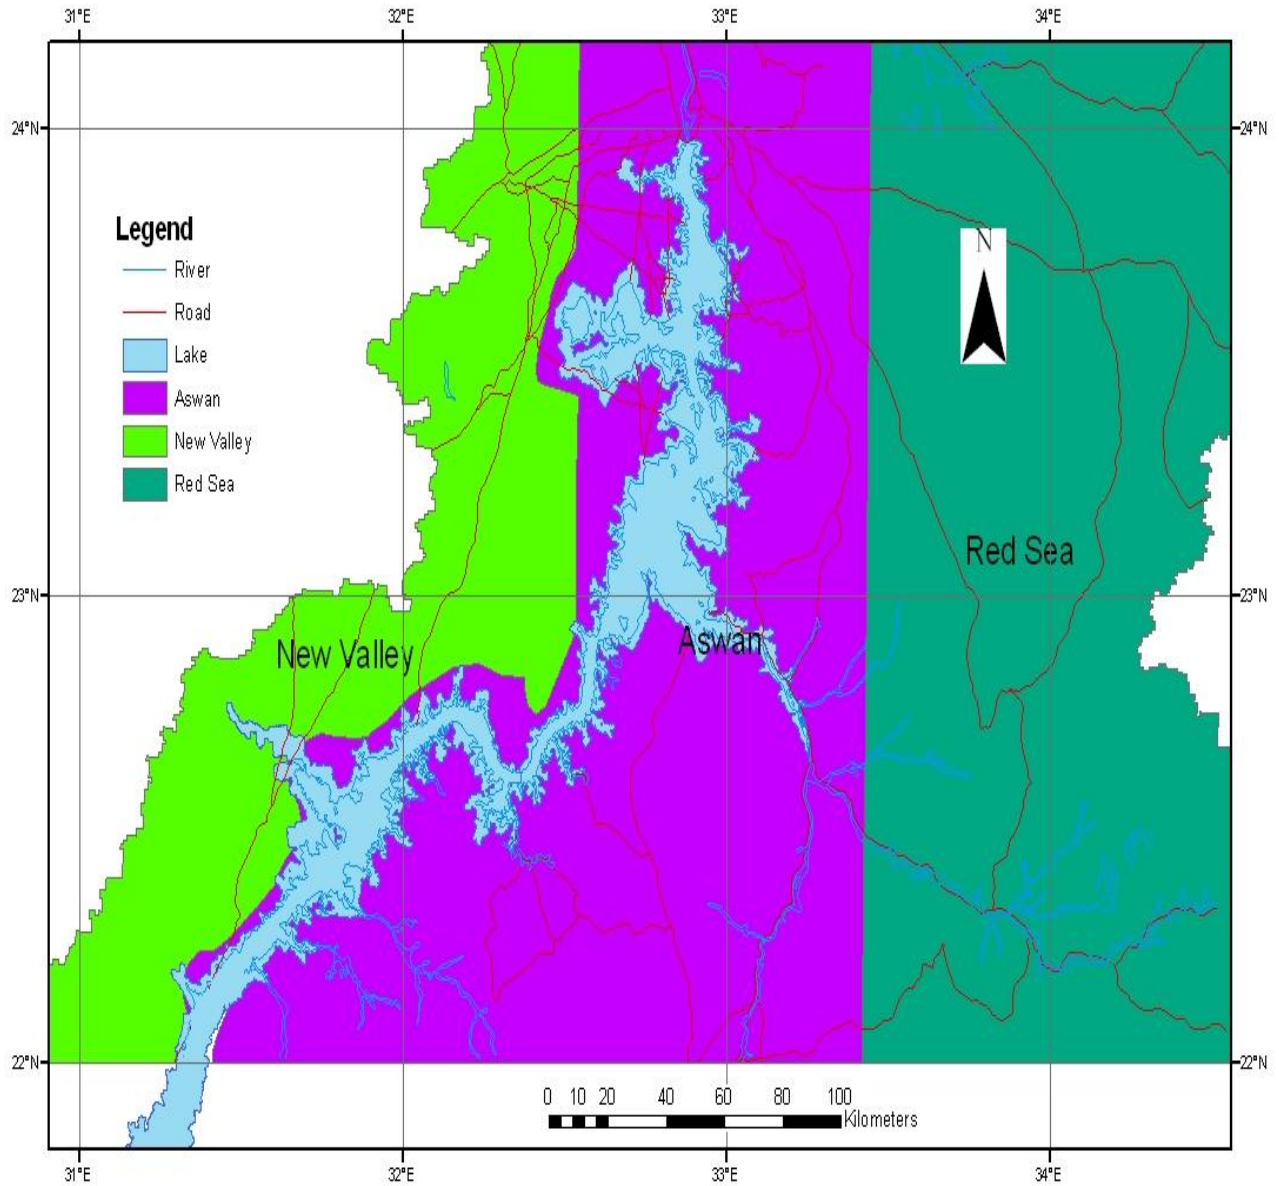 31°E 32°E 33°E 34°E
24°N 24°N
N
Legend
River
Road
Lake
Aswan
New Valley
Red Sea
Red Sea
23°N 23°N
New Valley Aswan
22°N 22°N
0 10 20 40 60 80 100
Kilometers
31°E 32°E 33°E 34°E